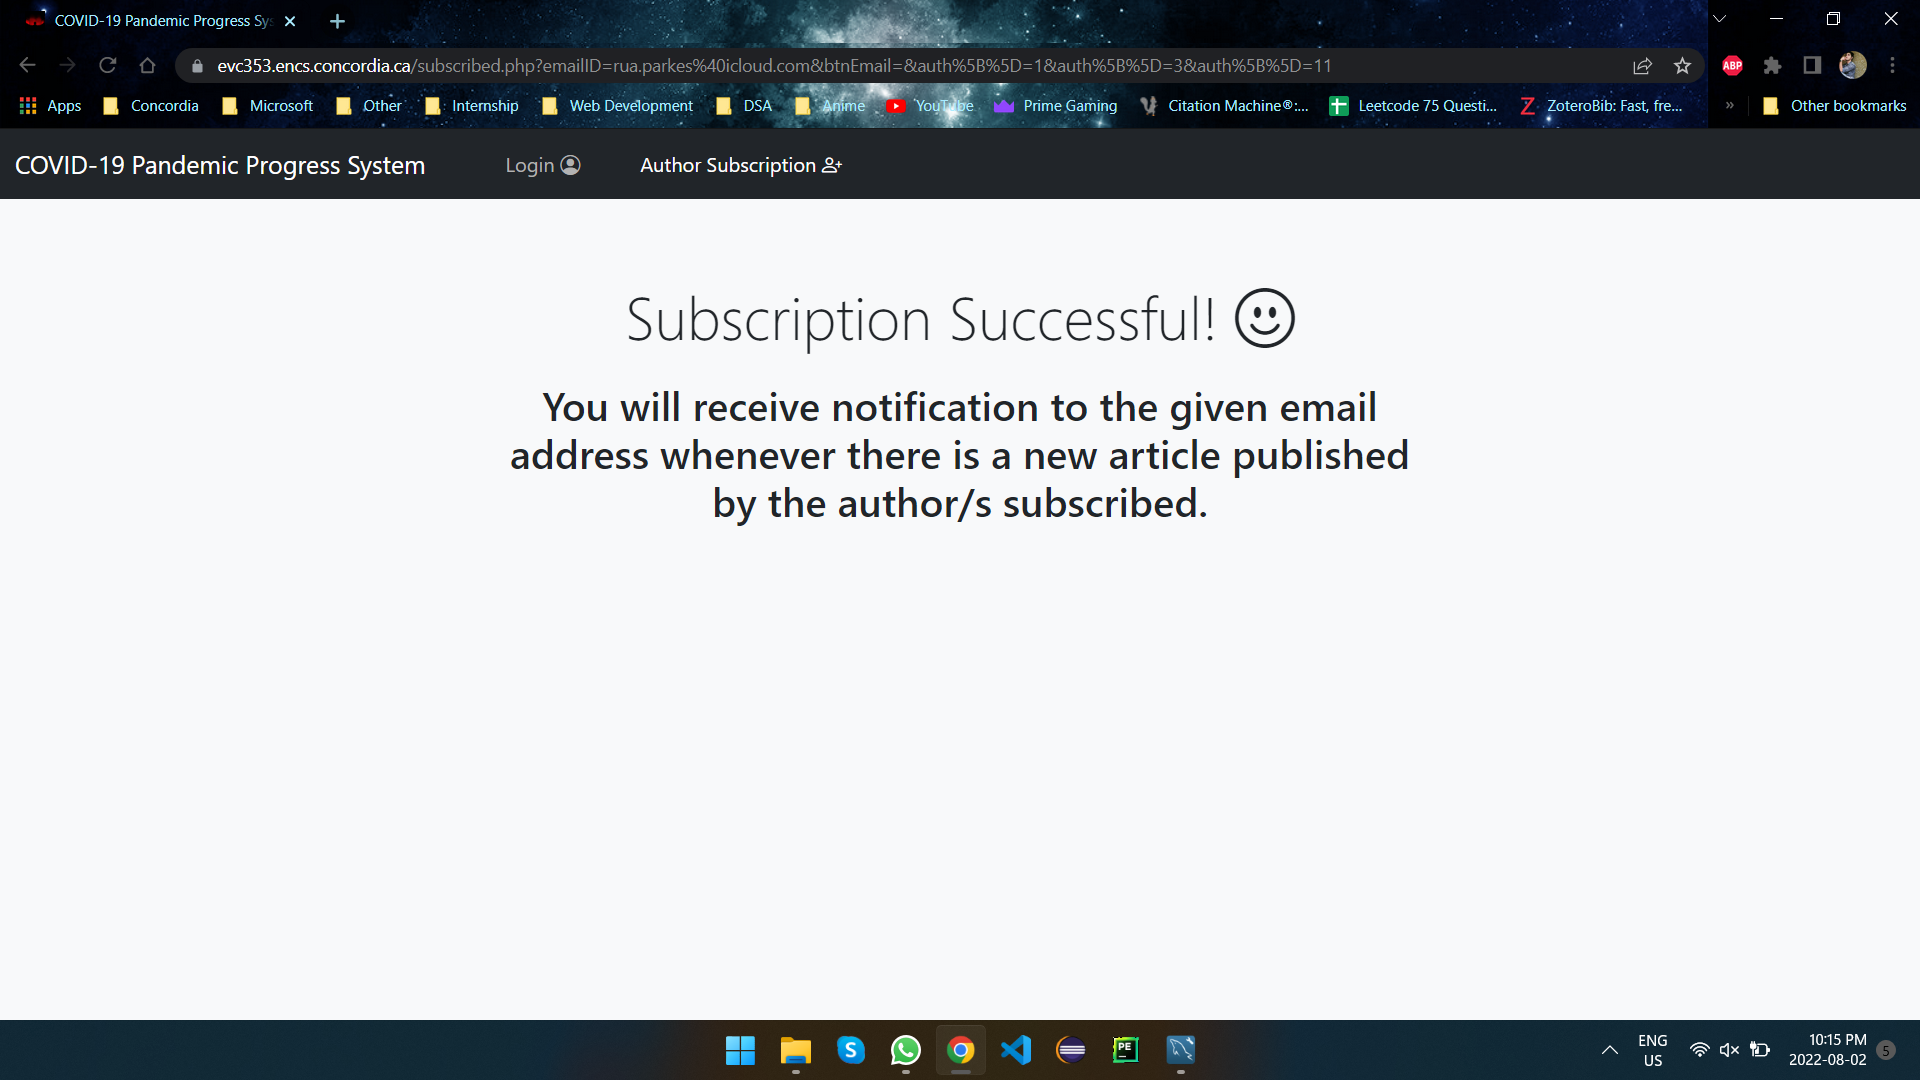 COVID-19 Pandemic Progress Sys
evc353.encs.concordia.ca/subscribed.php?emailID=rua.parkes%40icloud.com&btnEmail=&auth%5B%5D=1&auth%5B%5D=3&auth%5B%5D=11
ABP
Apps Concordia Microsoft Other Internship Web Development DSA Anime YouTube Prime Gaming Citation Machine®:... Leetcode 75 Questi... ZoteroBib: Fast, fre... » Other bookmarks
COVID-19 Pandemic Progress System Login Author Subscription
Subscription Successful!
You will receive notification to the given email
address whenever there is a new article published
by the author/s subscribed.
PE
ENG
US
10:15 PM
2022-08-02
5